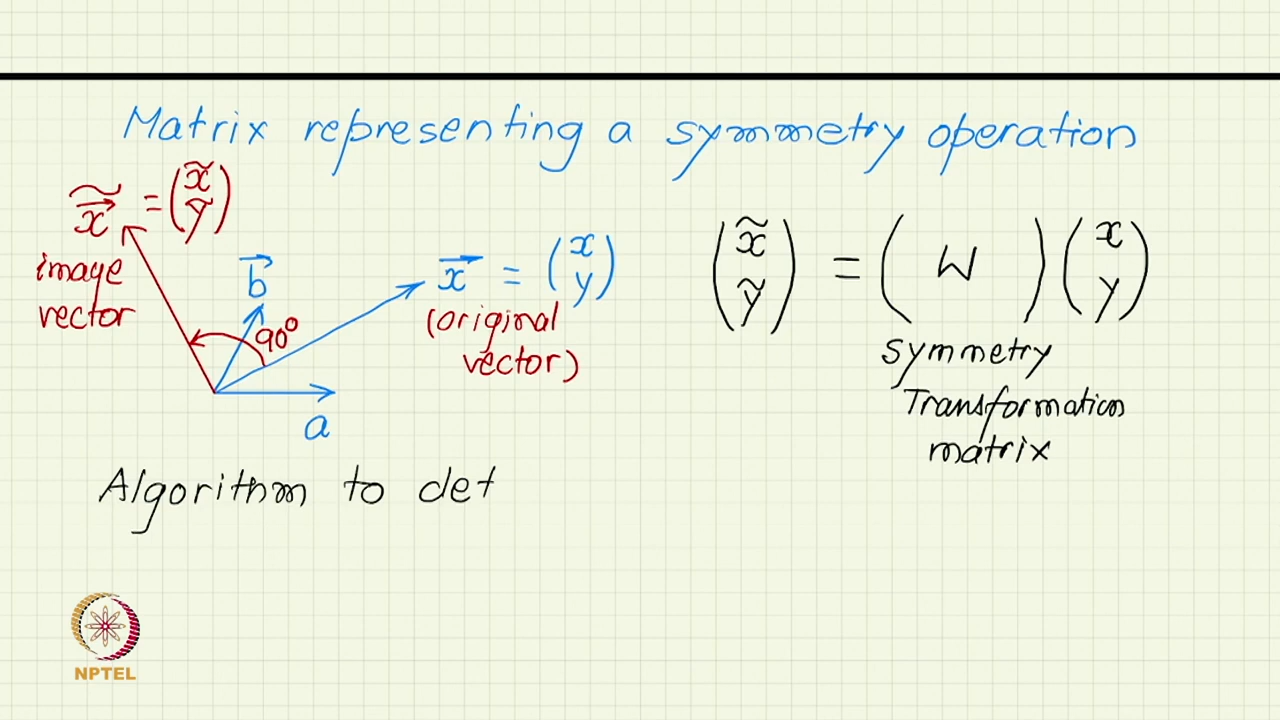 Matrix representing a symmetry operation
x̃⃗ = (x̃ ỹ)
image
vector
b⃗
90°
x⃗ = (x y)
(original
vector)
a
(x̃ ỹ) = ( W ) (x y)
symmetry
Transformation
matrix
Algorithm to det
NPTEL